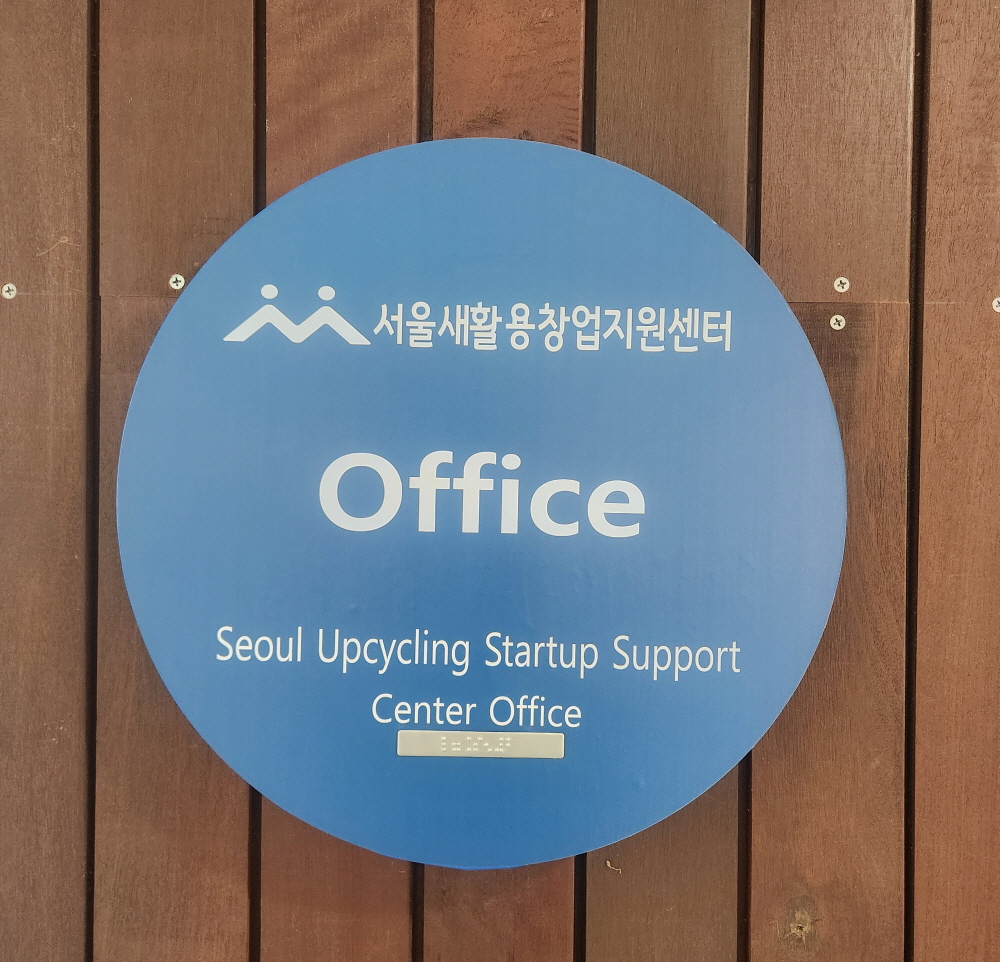 서울새활용창업지원센터
Office
Seoul Upcycling Startup Support
Center Office